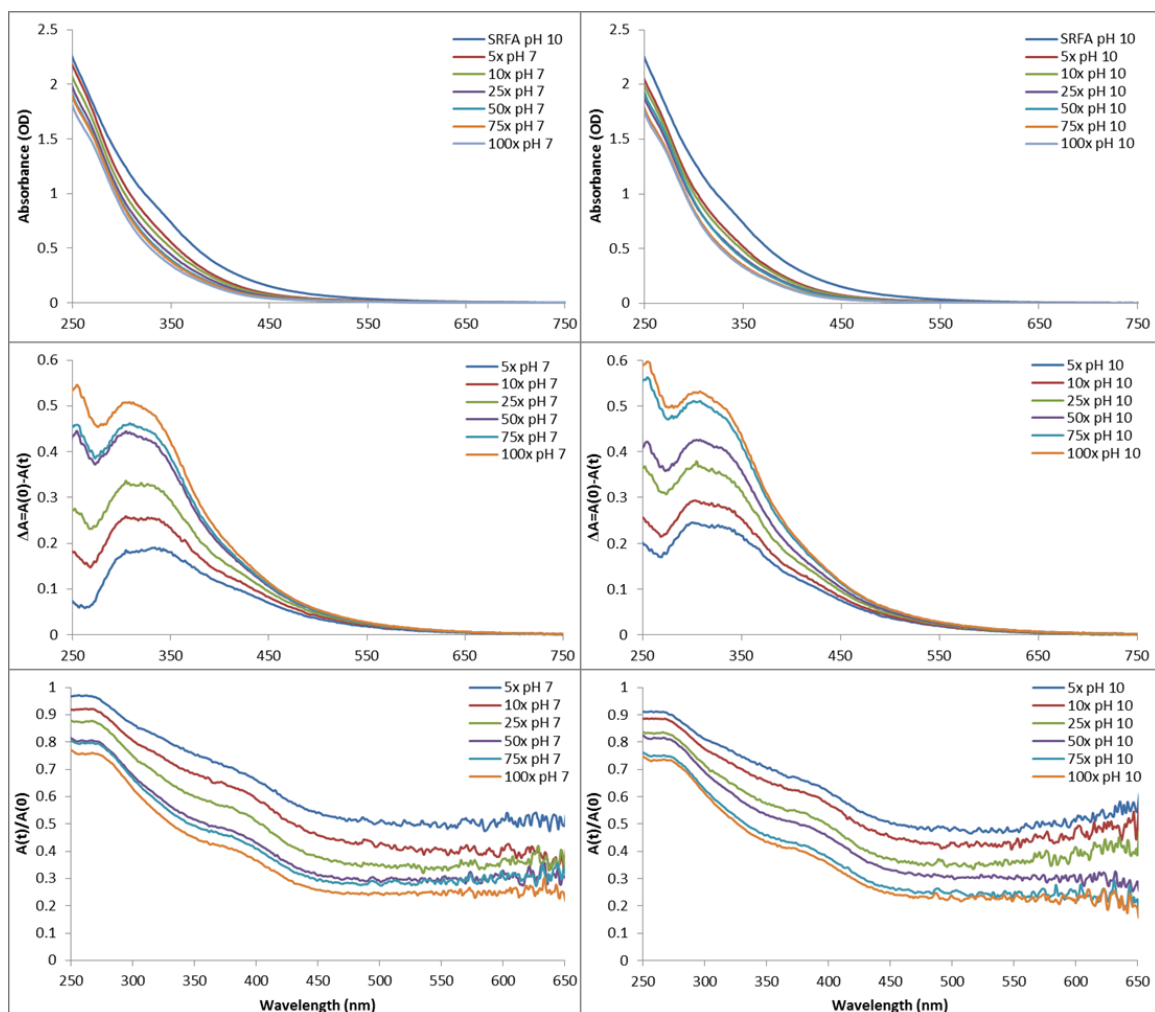 2.5
2
1.5
1
0.5
0
Absorbance (OD)
250 350 450 550 650 750
SRFA pH 10
5x pH 7
10x pH 7
25x pH 7
50x pH 7
75x pH 7
100x pH 7
2.5
2
1.5
1
0.5
0
Absorbance (OD)
250 350 450 550 650 750
SRFA pH 10
5x pH 10
10x pH 10
25x pH 10
50x pH 10
75x pH 10
100x pH 10
0.6
0.5
0.4
0.3
0.2
0.1
0
ΔA=A(0)-A(t)
250 350 450 550 650 750
5x pH 7
10x pH 7
25x pH 7
50x pH 7
75x pH 7
100x pH 7
0.6
0.5
0.4
0.3
0.2
0.1
0
ΔA=A(0)-A(t)
250 350 450 550 650 750
5x pH 10
10x pH 10
25x pH 10
50x pH 10
75x pH 10
100x pH 10
1
0.9
0.8
0.7
0.6
0.5
0.4
0.3
0.2
0.1
0
A(t)/A(0)
250 300 350 400 450 500 550 600 650
Wavelength (nm)
5x pH 7
10x pH 7
25x pH 7
50x pH 7
75x pH 7
100x pH 7
1
0.9
0.8
0.7
0.6
0.5
0.4
0.3
0.2
0.1
0
A(t)/A(0)
250 300 350 400 450 500 550 600 650
Wavelength (nm)
5x pH 10
10x pH 10
25x pH 10
50x pH 10
75x pH 10
100x pH 10